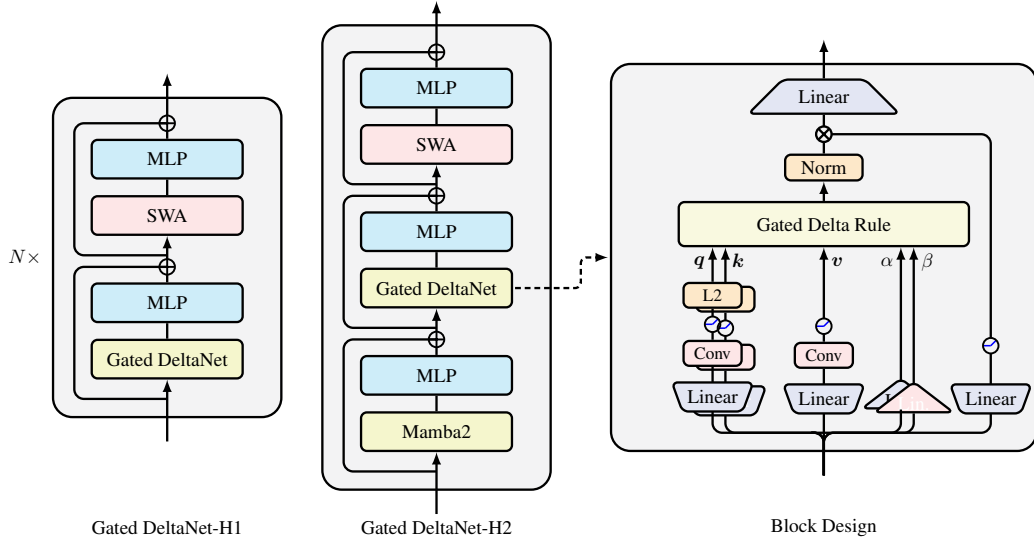 MLP
SWA
MLP
Gated DeltaNet
N×
Gated DeltaNet-H1
MLP
SWA
MLP
Gated DeltaNet
MLP
Mamba2
Gated DeltaNet-H2
Linear
Norm
Gated Delta Rule
q k v α β
L2
Conv Conv
Linear Linear Lin. Linear
Block Design